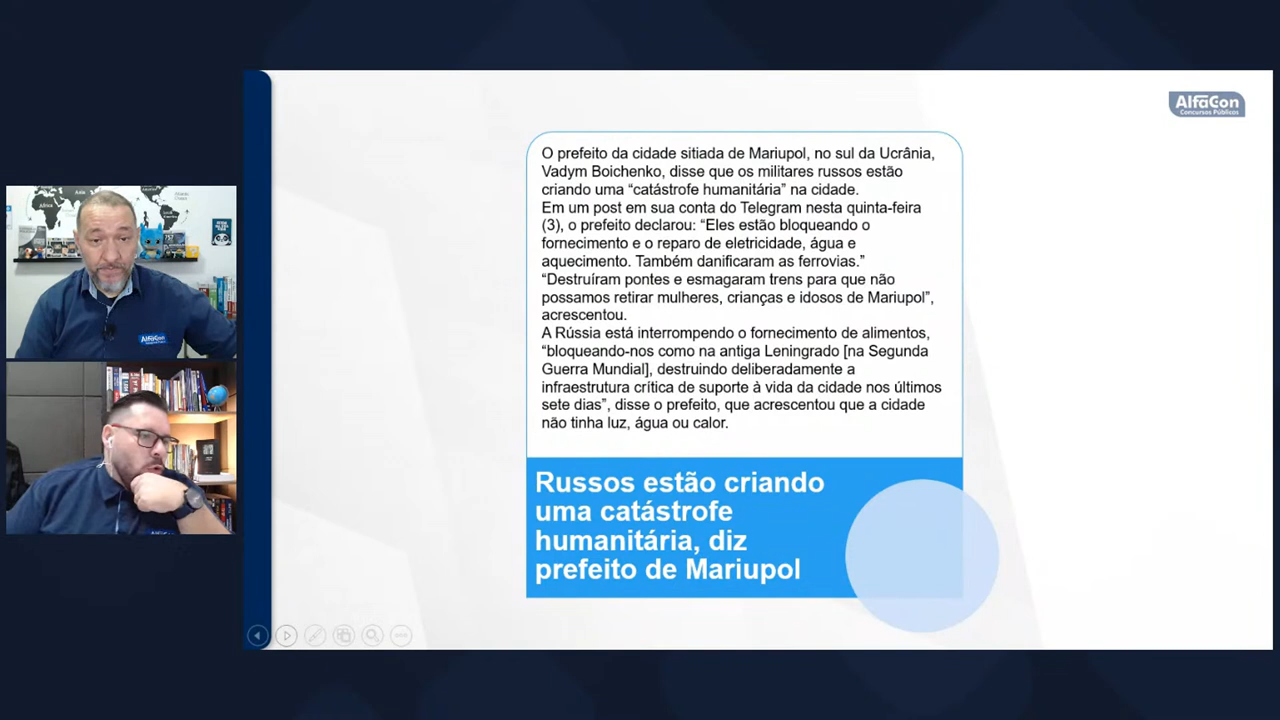 AlfaCon
Concursos Públicos
O prefeito da cidade sitiada de Mariupol, no sul da Ucrânia,
Vadym Boichenko, disse que os militares russos estão
criando uma “catástrofe humanitária” na cidade.
Em um post em sua conta do Telegram nesta quinta-feira
(3), o prefeito declarou: “Eles estão bloqueando o
fornecimento e o reparo de eletricidade, água e
aquecimento. Também danificaram as ferrovias.”
“Destruíram pontes e esmagaram trens para que não
possamos retirar mulheres, crianças e idosos de Mariupol”,
acrescentou.
A Rússia está interrompendo o fornecimento de alimentos,
“bloqueando-nos como na antiga Leningrado [na Segunda
Guerra Mundial], destruindo deliberadamente a
infraestrutura crítica de suporte à vida da cidade nos últimos
sete dias”, disse o prefeito, que acrescentou que a cidade
não tinha luz, água ou calor.
Russos estão criando
uma catástrofe
humanitária, diz
prefeito de Mariupol
Africa
Asia
AlfaCon